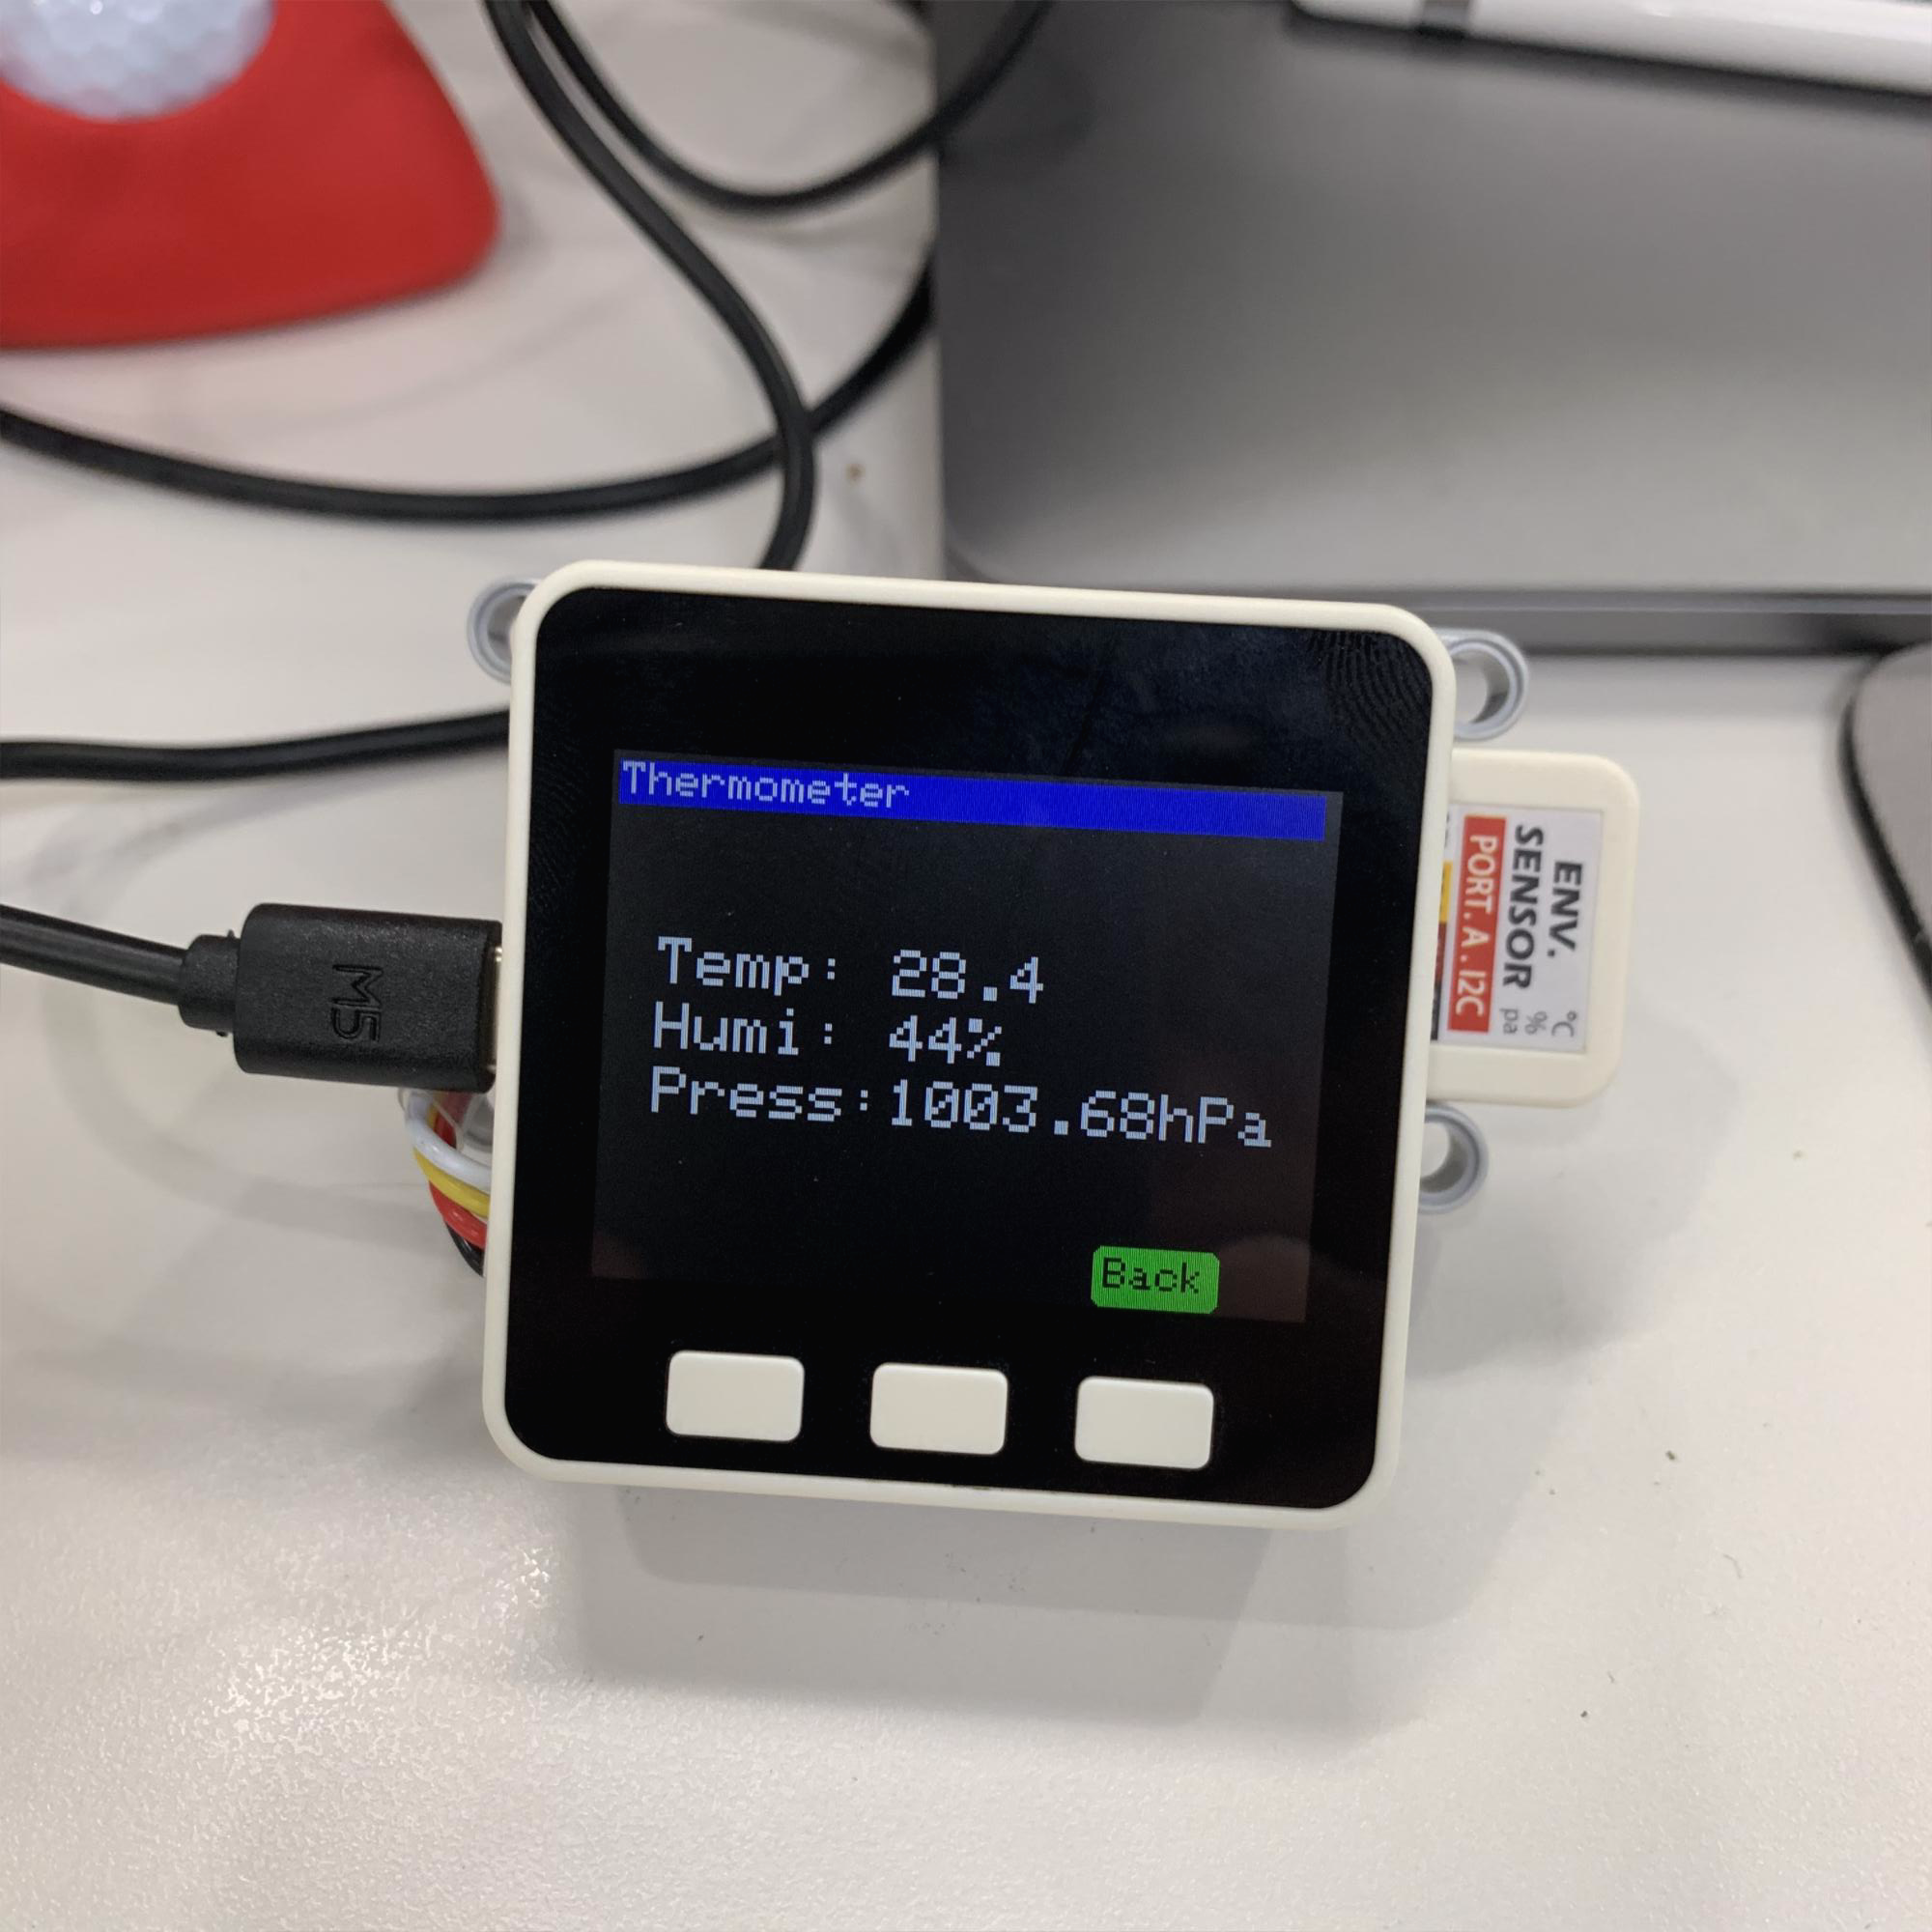 Thermometer
Temp: 28.4
Humi: 44%
Press:1003.68hPa
Back
M5
ENV.
SENSOR
PORT.A.I2C
°C
%
pa